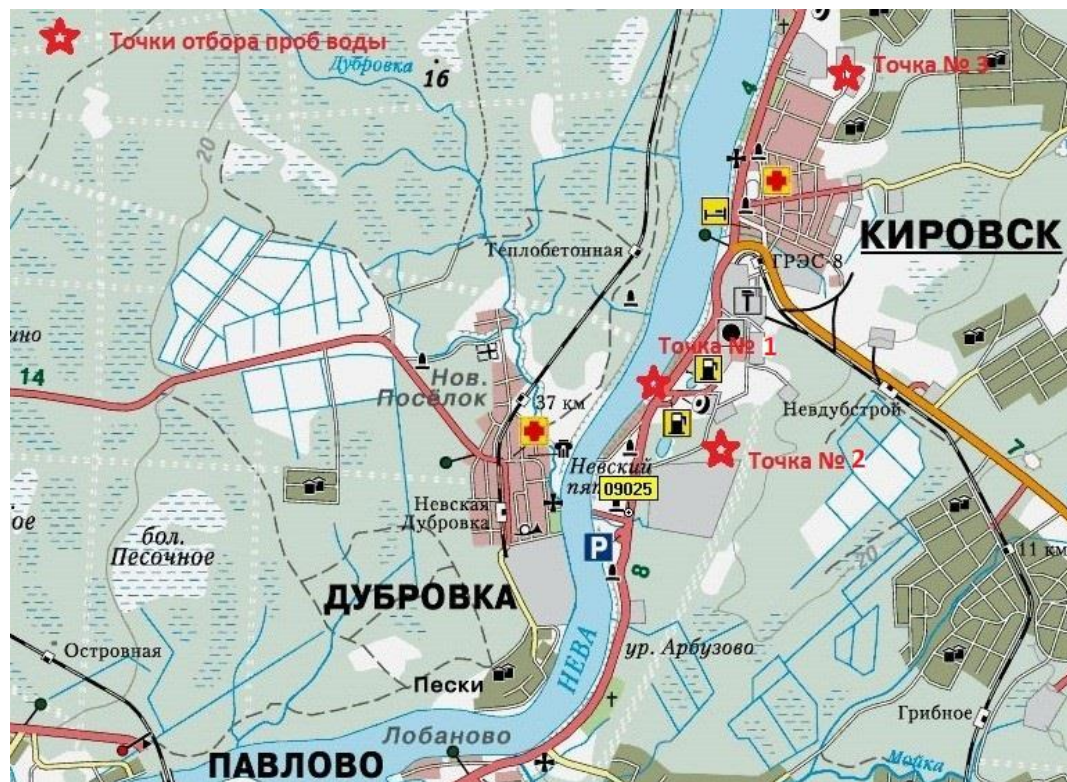 Точки отбора проб воды
Дубровка
16
20
4
Точка № 3
КИРОВСК
ТРЭС-8
Теплобетонная
ино
14
Нов.
Посёлок
37 км
Точка № 1
Невдубстрой
7
Точка № 2
Невский
09025
Невская
Дубровка
ое
бол.
Песочное
20
11 км
ДУБРОВКА
P
8
НЕВА
ур. Арбузово
Островная
Пески
Грибное
Лобаново
ПАВЛОВО
Мойка